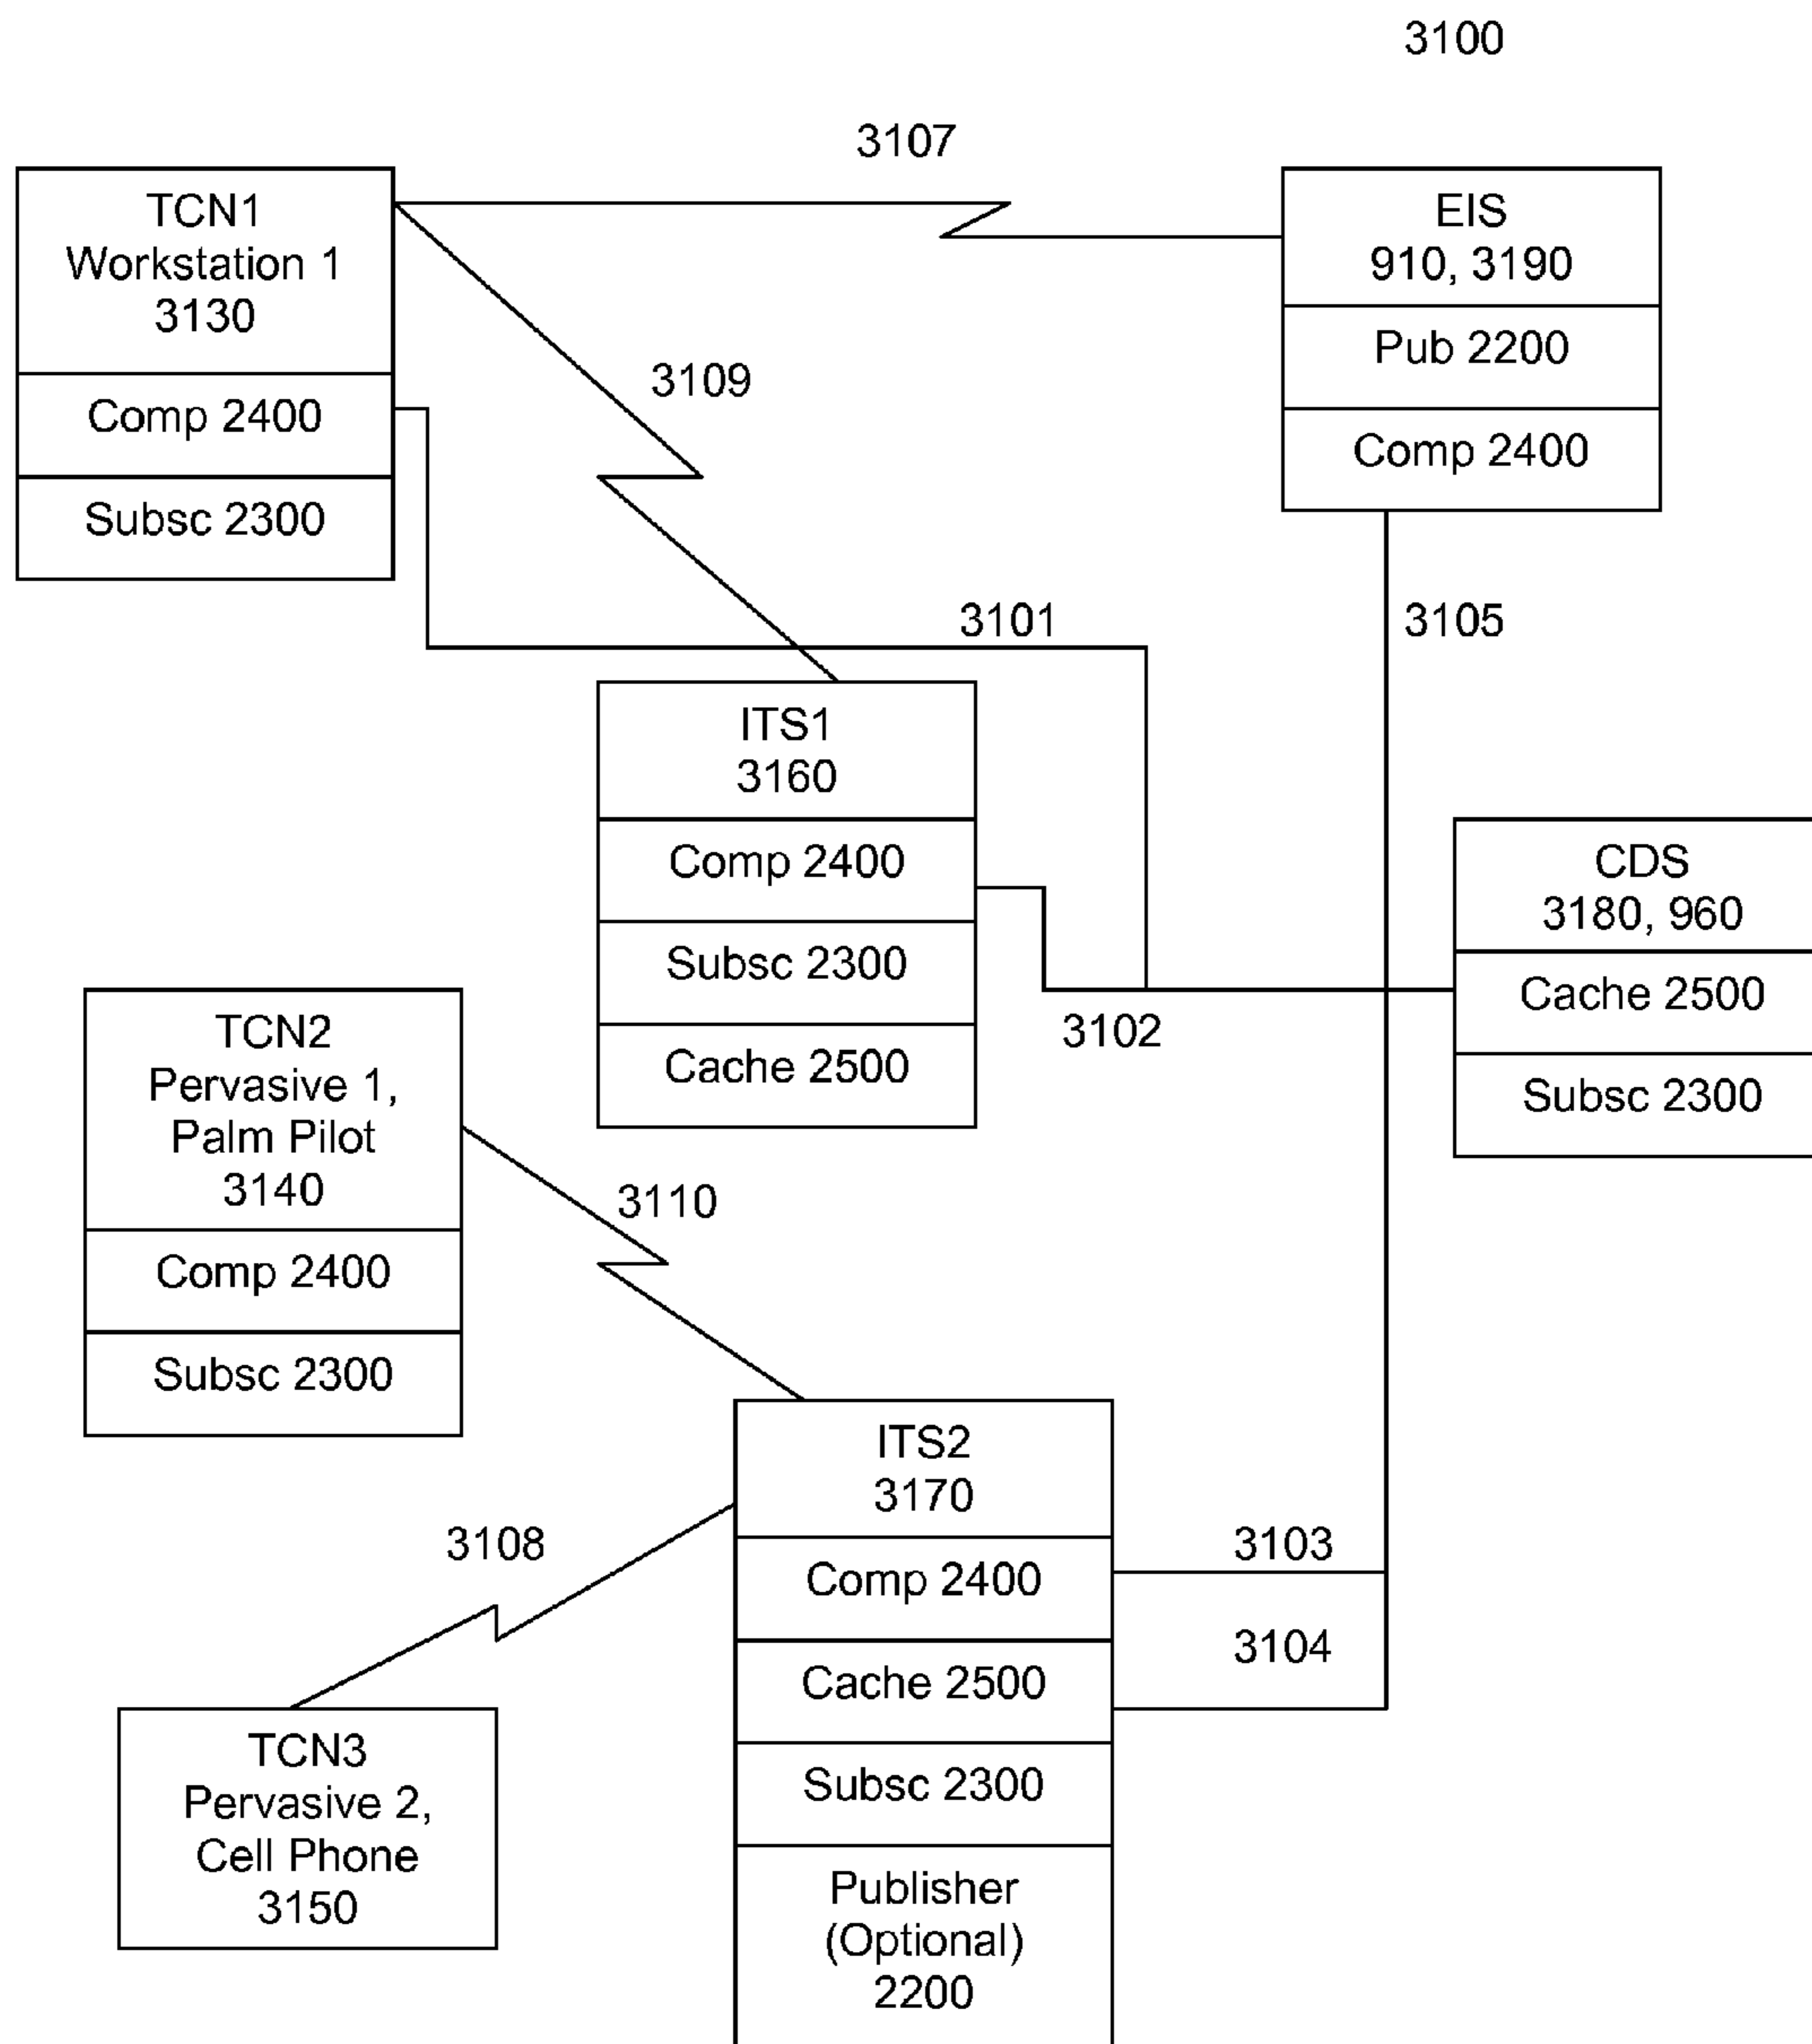 3100
3107
TCN1
Workstation 1
3130
Comp 2400
Subsc 2300
EIS
910, 3190
Pub 2200
Comp 2400
3109
3101
3105
ITS1
3160
Comp 2400
Subsc 2300
Cache 2500
3102
CDS
3180, 960
Cache 2500
Subsc 2300
TCN2
Pervasive 1,
Palm Pilot
3140
Comp 2400
Subsc 2300
3110
ITS2
3170
Comp 2400
Cache 2500
Subsc 2300
Publisher
(Optional)
2200
3103
3104
3108
TCN3
Pervasive 2,
Cell Phone
3150